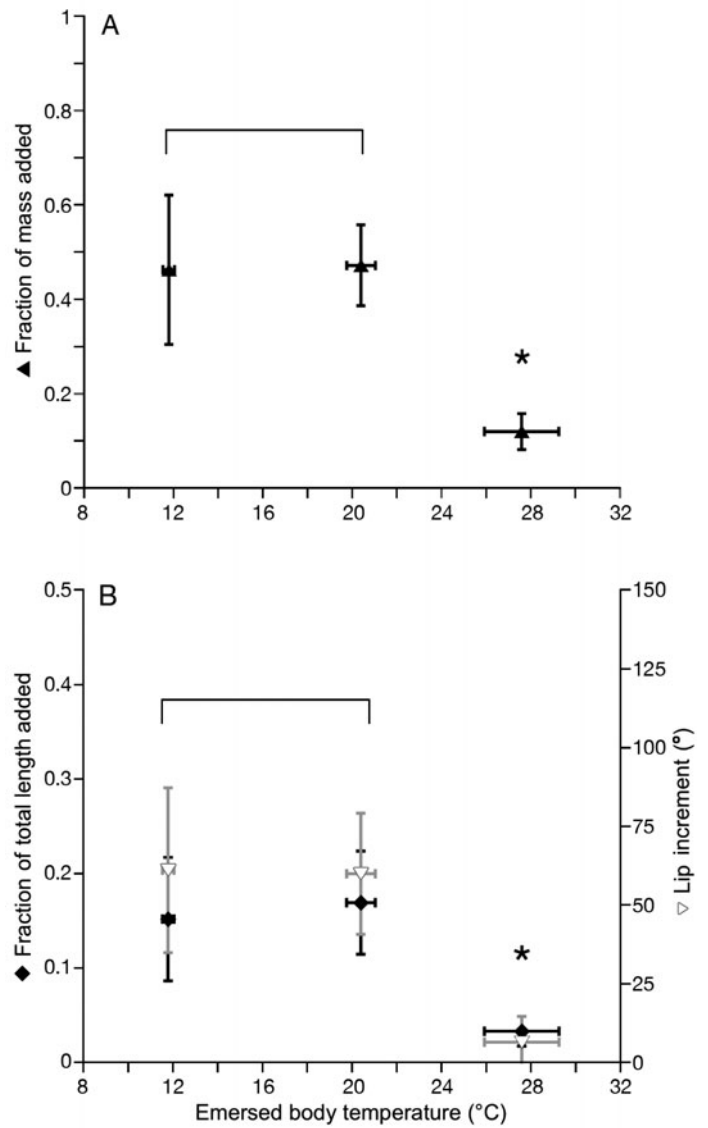 A
1
0.8
0.6
0.4
0.2
0
▲ Fraction of mass added
*
8 12 16 20 24 28 32
B
0.5
0.4
0.3
0.2
0.1
0
◆ Fraction of total length added
150
125
100
75
50
25
0
▽ Lip increment (°)
*
8 12 16 20 24 28 32
Emersed body temperature (°C)